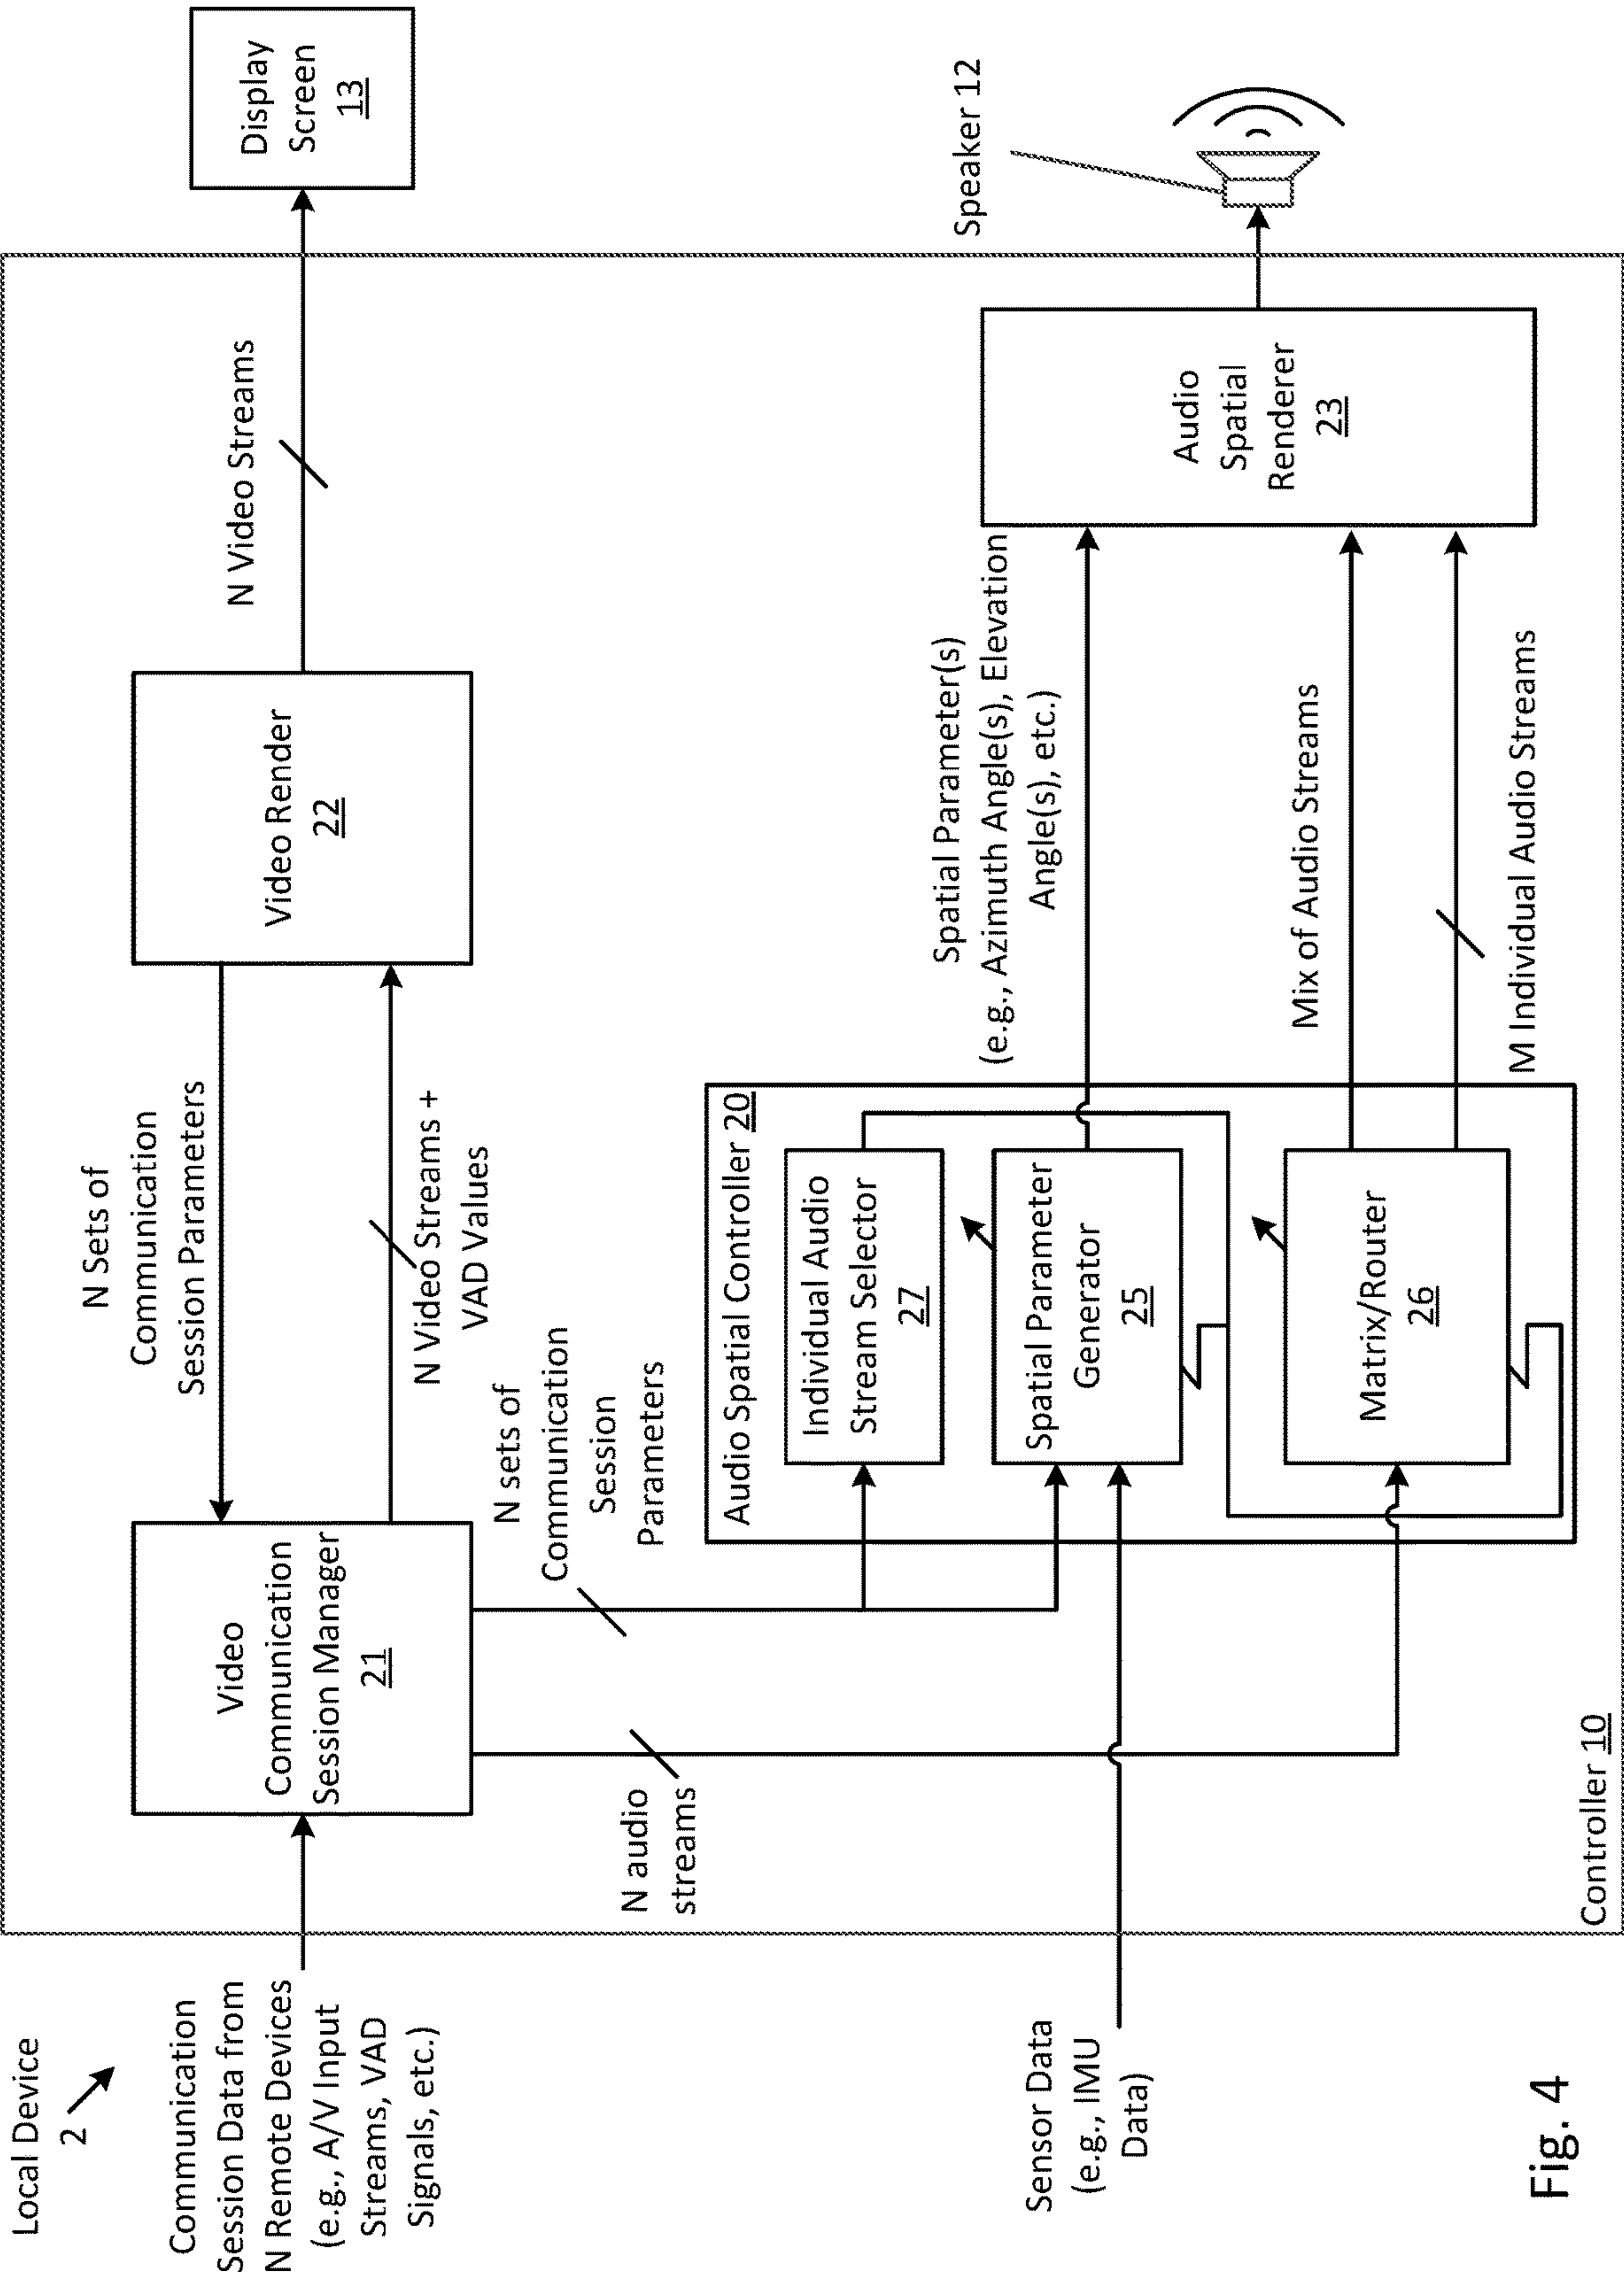 Local Device
2
Communication
Session Data from
N Remote Devices
(e.g., A/V Input
Streams, VAD
Signals, etc.)
Video
Communication
Session Manager
21
N Sets of
Communication
Session Parameters
N Video Streams +
VAD Values
Video Render
22
N Video Streams
Display
Screen
13
N audio
streams
N sets of
Communication
Session
Parameters
Sensor Data
(e.g., IMU
Data)
Audio Spatial Controller 20
Individual Audio
Stream Selector
27
Spatial Parameter
Generator
25
Matrix/Router
26
Spatial Parameter(s)
(e.g., Azimuth Angle(s), Elevation
Angle(s), etc.)
Mix of Audio Streams
M Individual Audio Streams
Audio
Spatial
Renderer
23
Speaker 12
Controller 10
Fig. 4